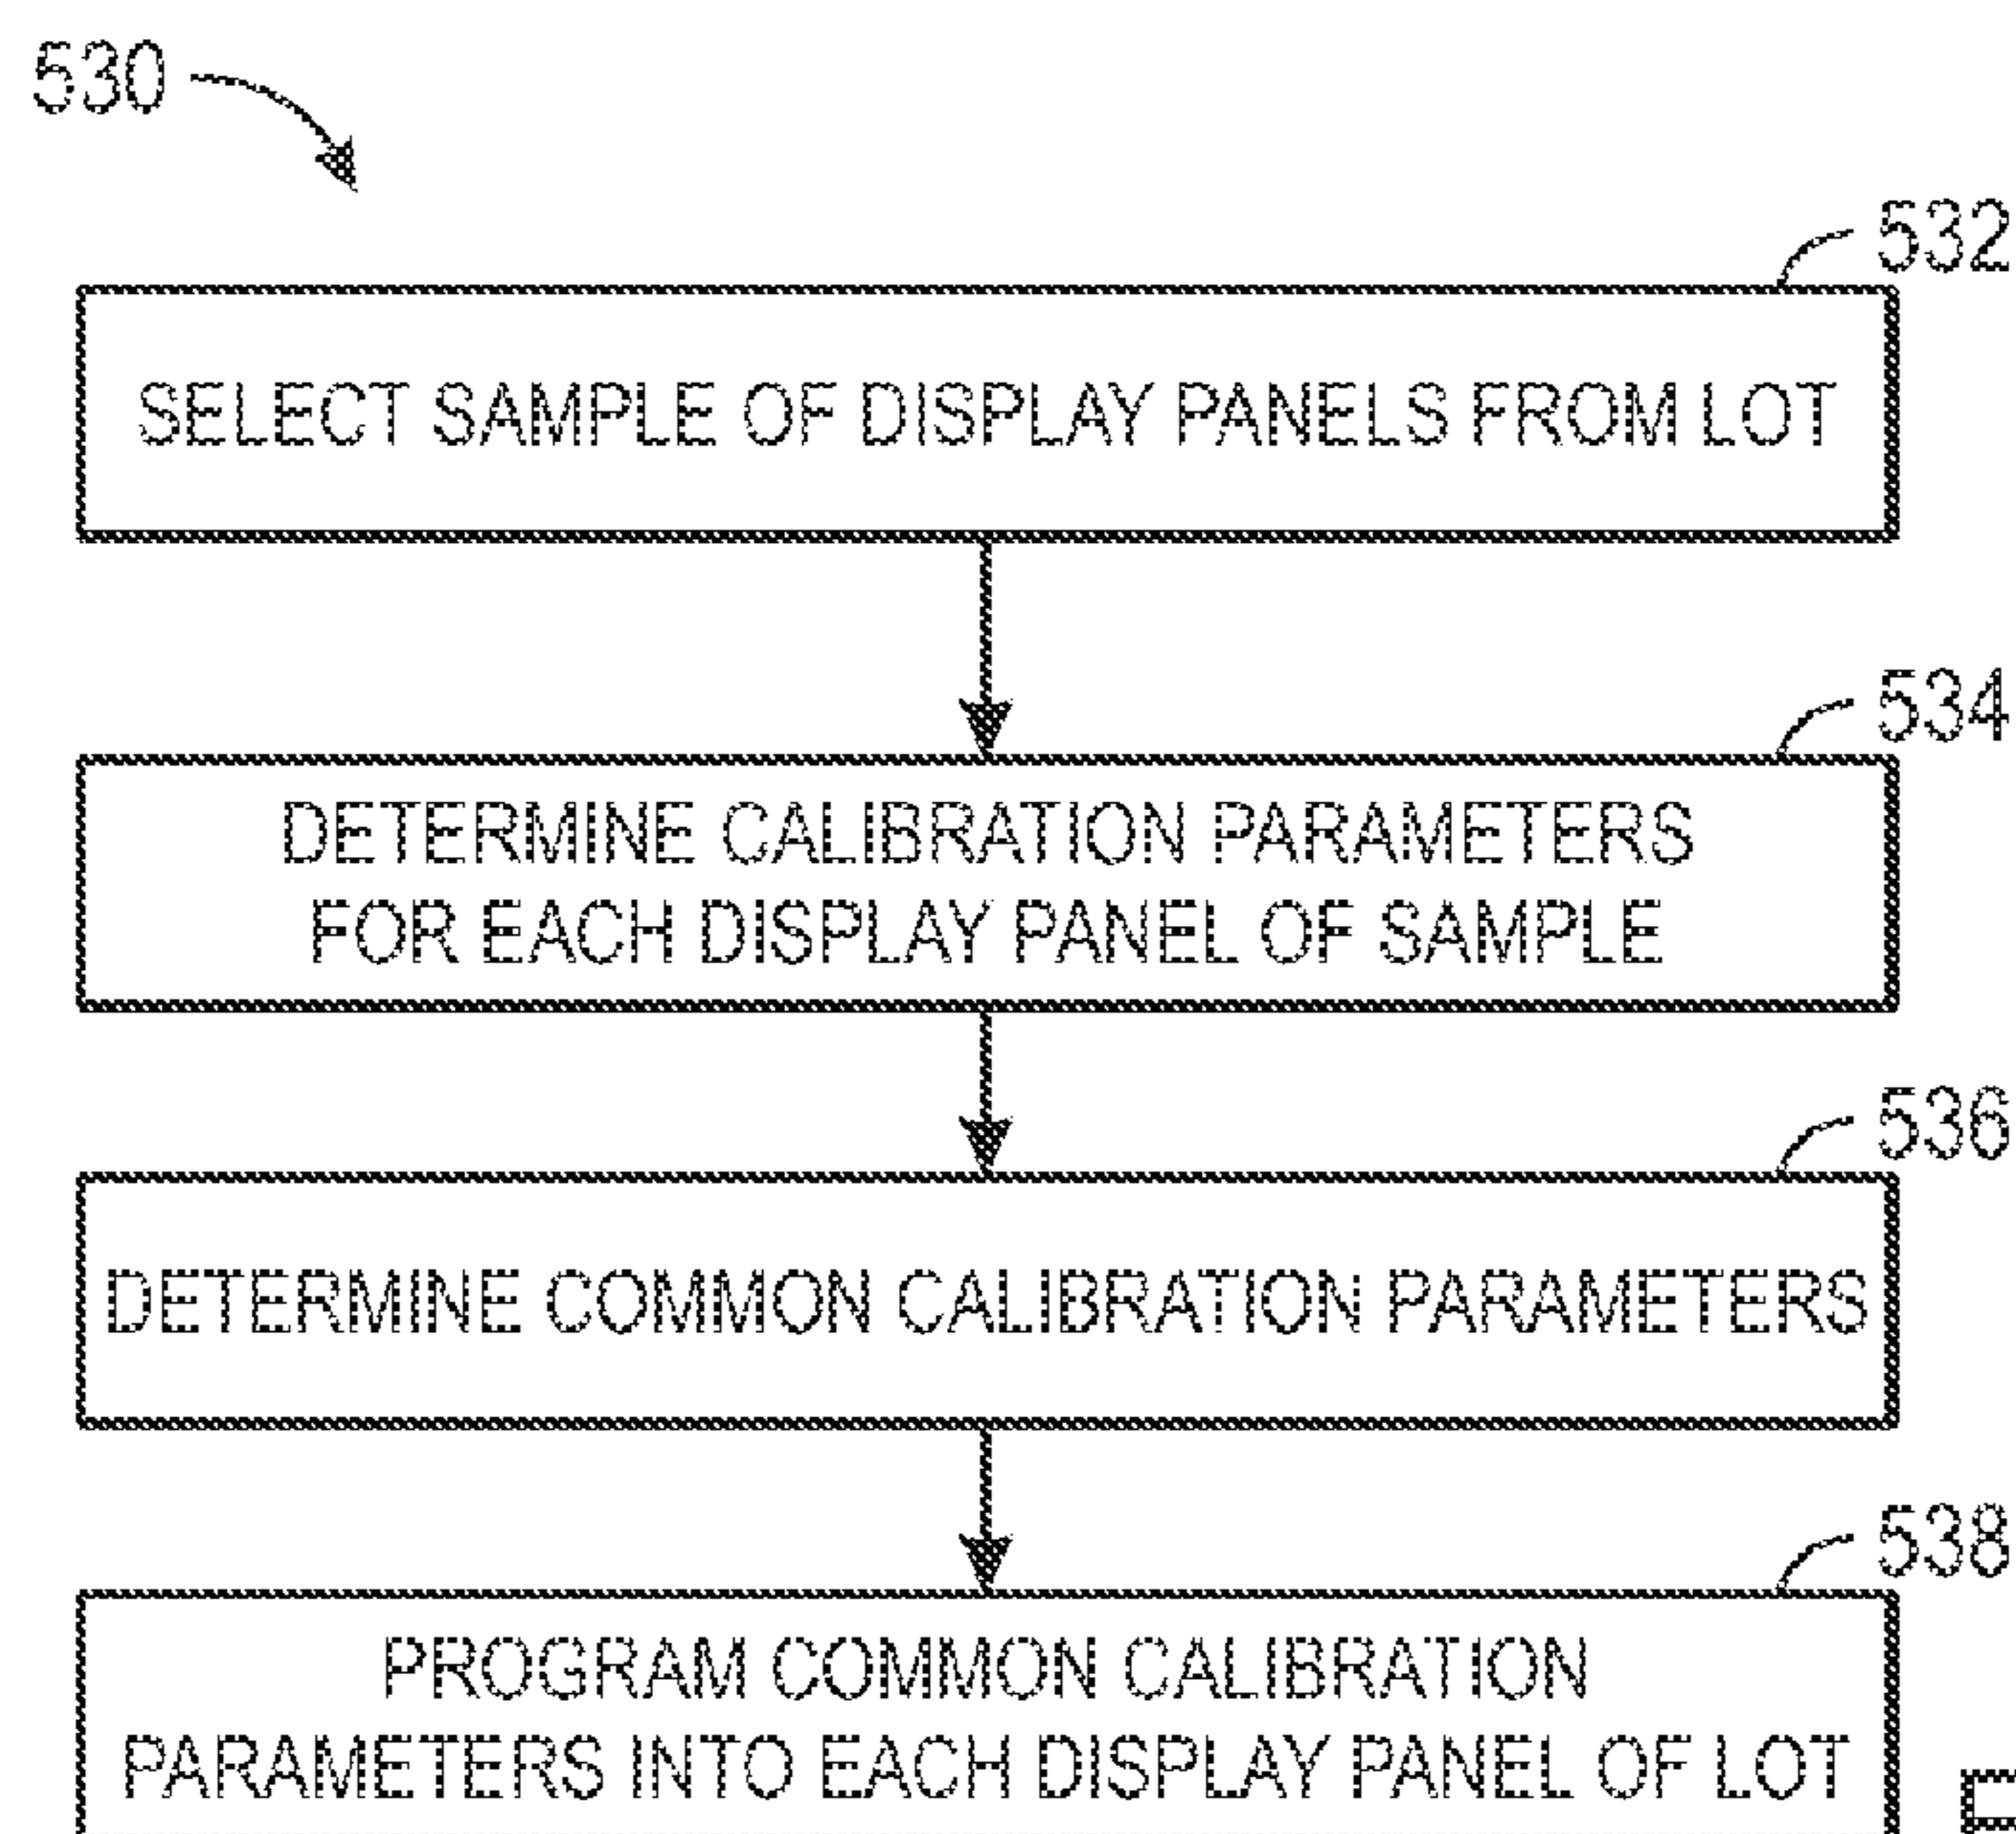 530
532
SELECT SAMPLE OF DISPLAY PANELS FROM LOT
534
DETERMINE CALIBRATION PARAMETERS
FOR EACH DISPLAY PANEL OF SAMPLE
536
DETERMINE COMMON CALIBRATION PARAMETERS
538
PROGRAM COMMON CALIBRATION
PARAMETERS INTO EACH DISPLAY PANEL OF LOT